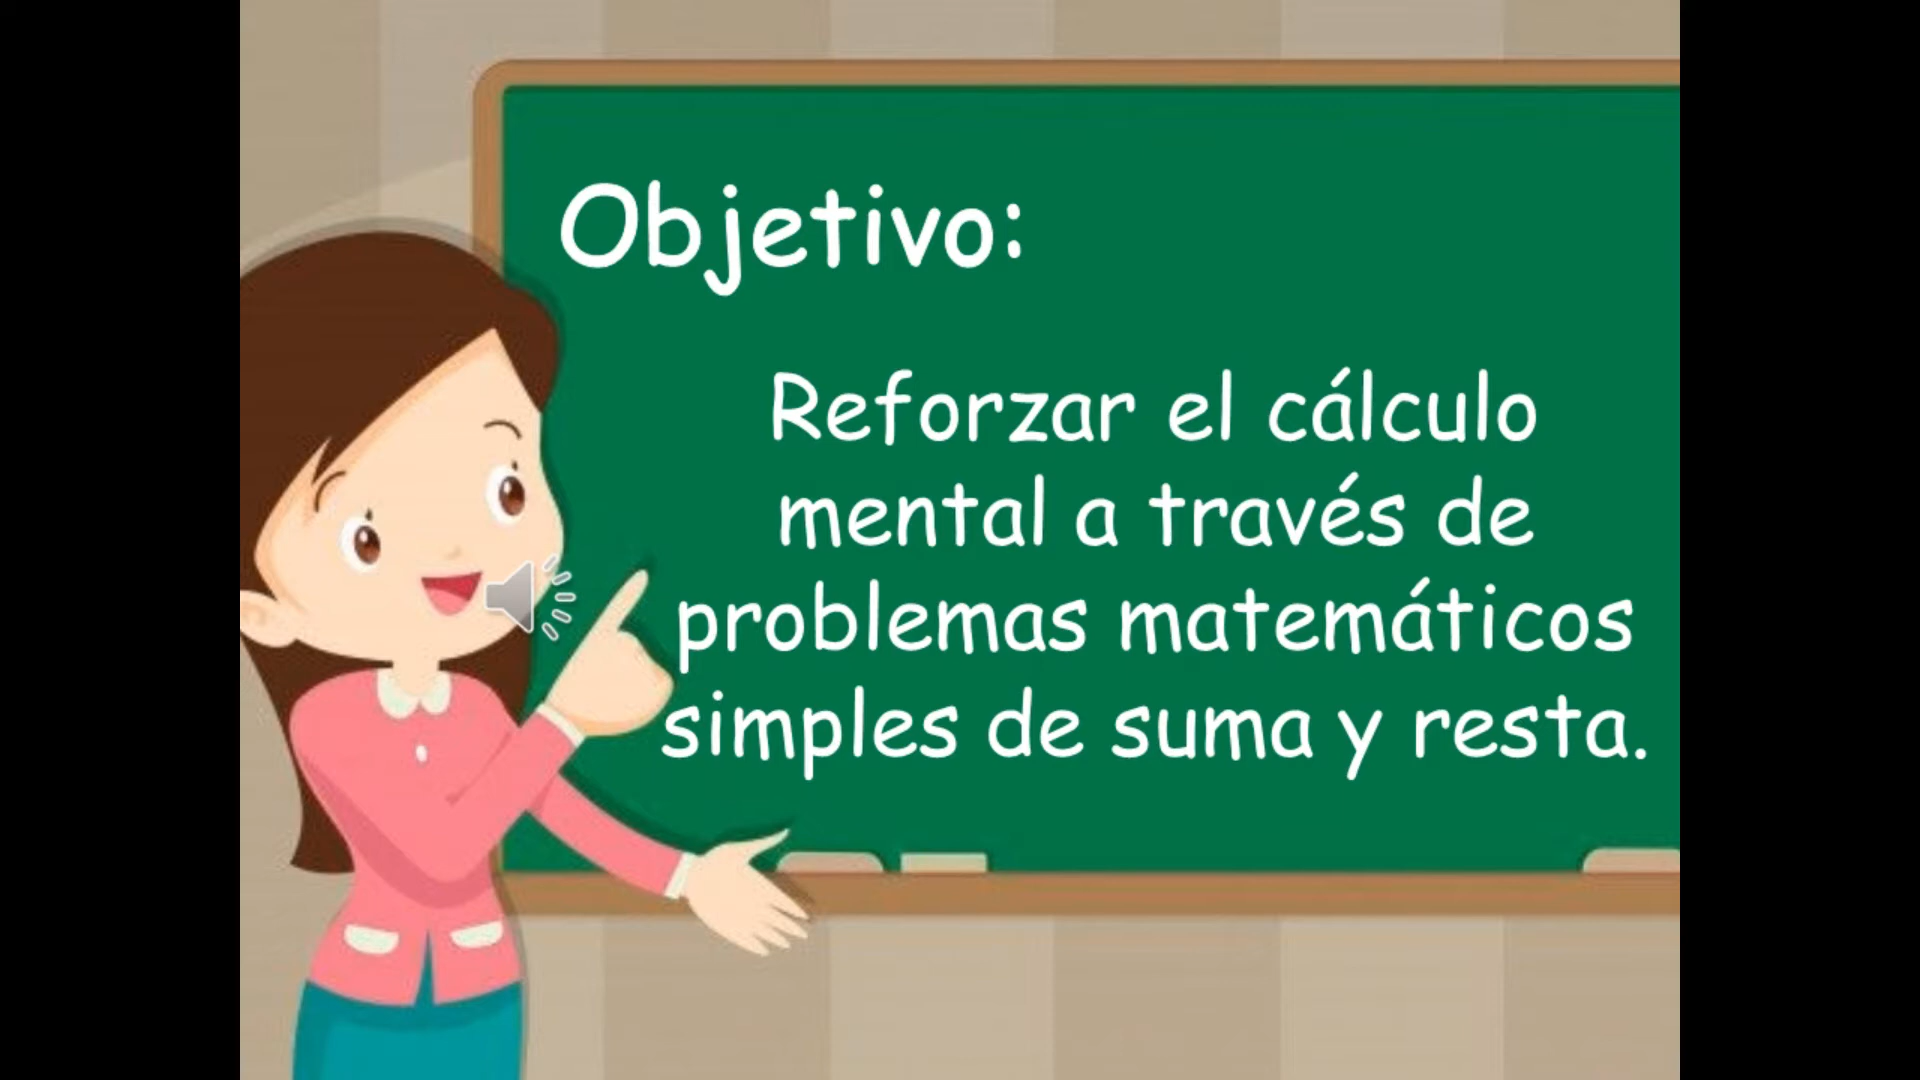 Objetivo:
Reforzar el cálculo
mental a través de
problemas matemáticos
simples de suma y resta.